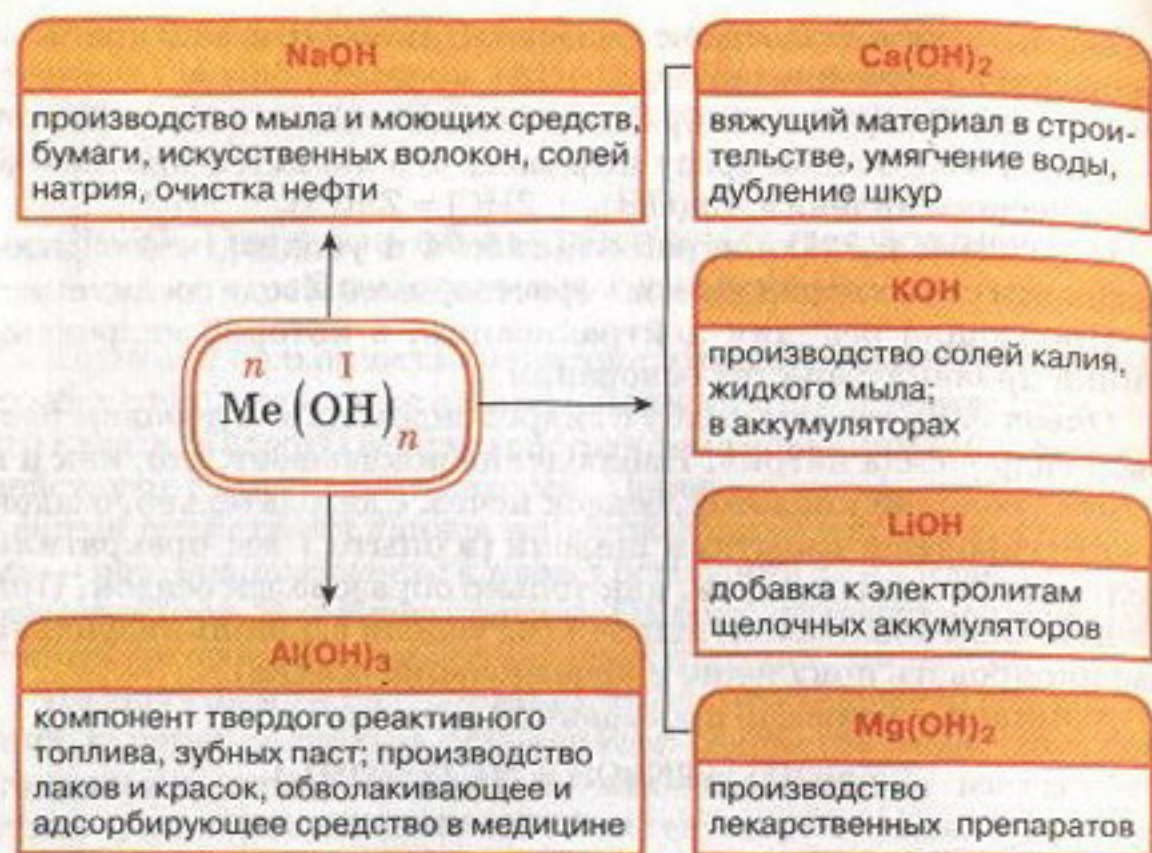 NaOH
производство мыла и моющих средств,
бумаги, искусственных волокон, солей
натрия, очистка нефти
Ca(OH)₂
вяжущий материал в строи-
тельстве, умягчение воды,
дубление шкур
n 1
Me(OH)n
KOH
производство солей калия,
жидкого мыла;
в аккумуляторах
LiOH
добавка к электролитам
щелочных аккумуляторов
Al(OH)₃
компонент твердого реактивного
топлива, зубных паст; производство
лаков и красок, обволакивающее и
адсорбирующее средство в медицине
Mg(OH)₂
производство
лекарственных препаратов